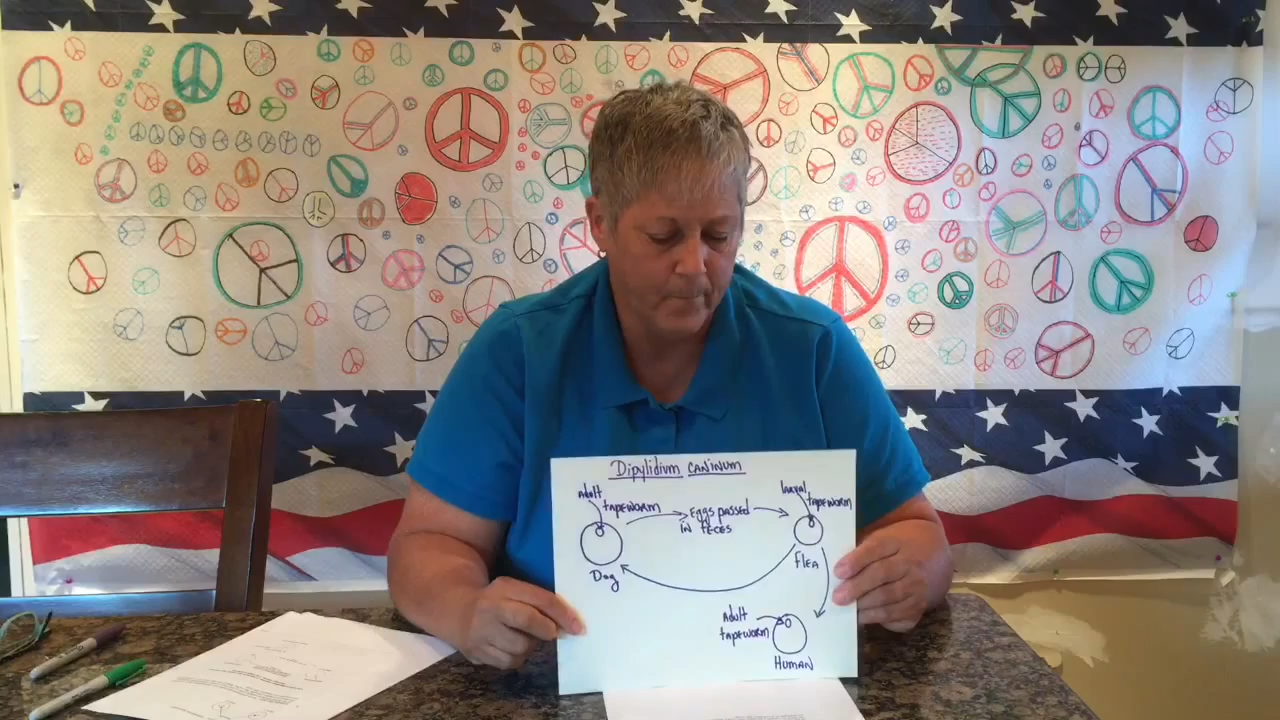 Dipylidium CANINUM
Adult
tapeworm
Eggs passed
in feces
larval
tapeworm
Dog
flea
Adult
tapeworm
Human